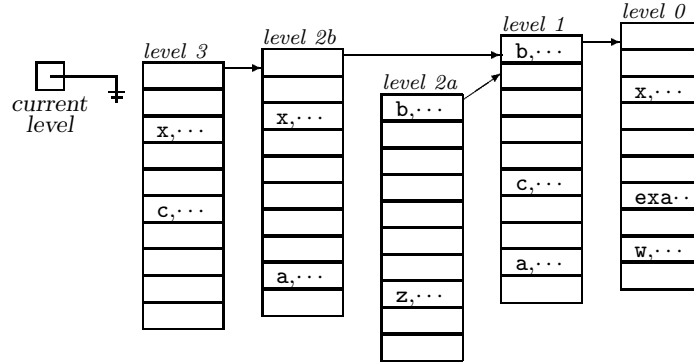 level 3
level 2b
level 1
level 0
level 2a
current
level
x,···
c,···
x,···
a,···
b,···
z,···
b,···
c,···
a,···
x,···
exa··
w,···